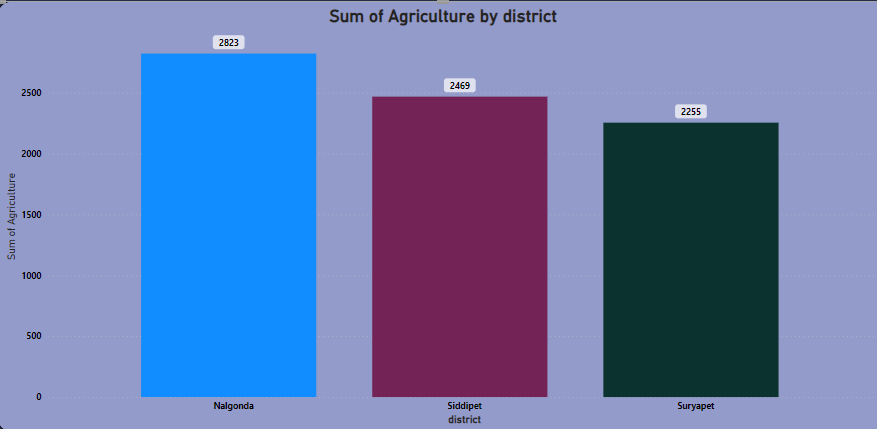 Sum of Agriculture by district
2823
2469
2255
2500
2000
1500
1000
500
0
Sum of Agriculture
Nalgonda
Siddipet
Suryapet
district